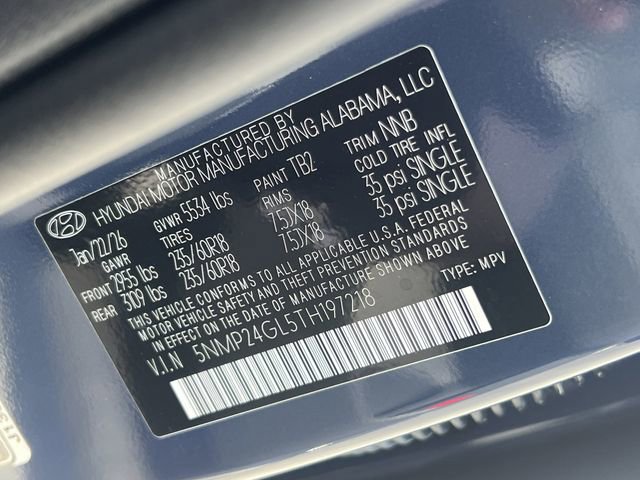 MANUFACTURED BY
HYUNDAI MOTOR MANUFACTURING ALABAMA, LLC
Jan/22/26 GVWR 5534 lbs PAINT TB2 TRIM NNB
GAWR TIRES RIMS COLD TIRE INFL
FRONT 2955 lbs 235/60R18 7.5JX18 35 psi SINGLE
REAR 3109 lbs 235/60R18 7.5JX18 35 psi SINGLE
THIS VEHICLE CONFORMS TO ALL APPLICABLE U.S.A. FEDERAL
MOTOR VEHICLE SAFETY AND THEFT PREVENTION STANDARDS
IN EFFECT ON THE DATE OF MANUFACTURE SHOWN ABOVE
V.I.N 5NMP24GL5TH197218 TYPE: MPV